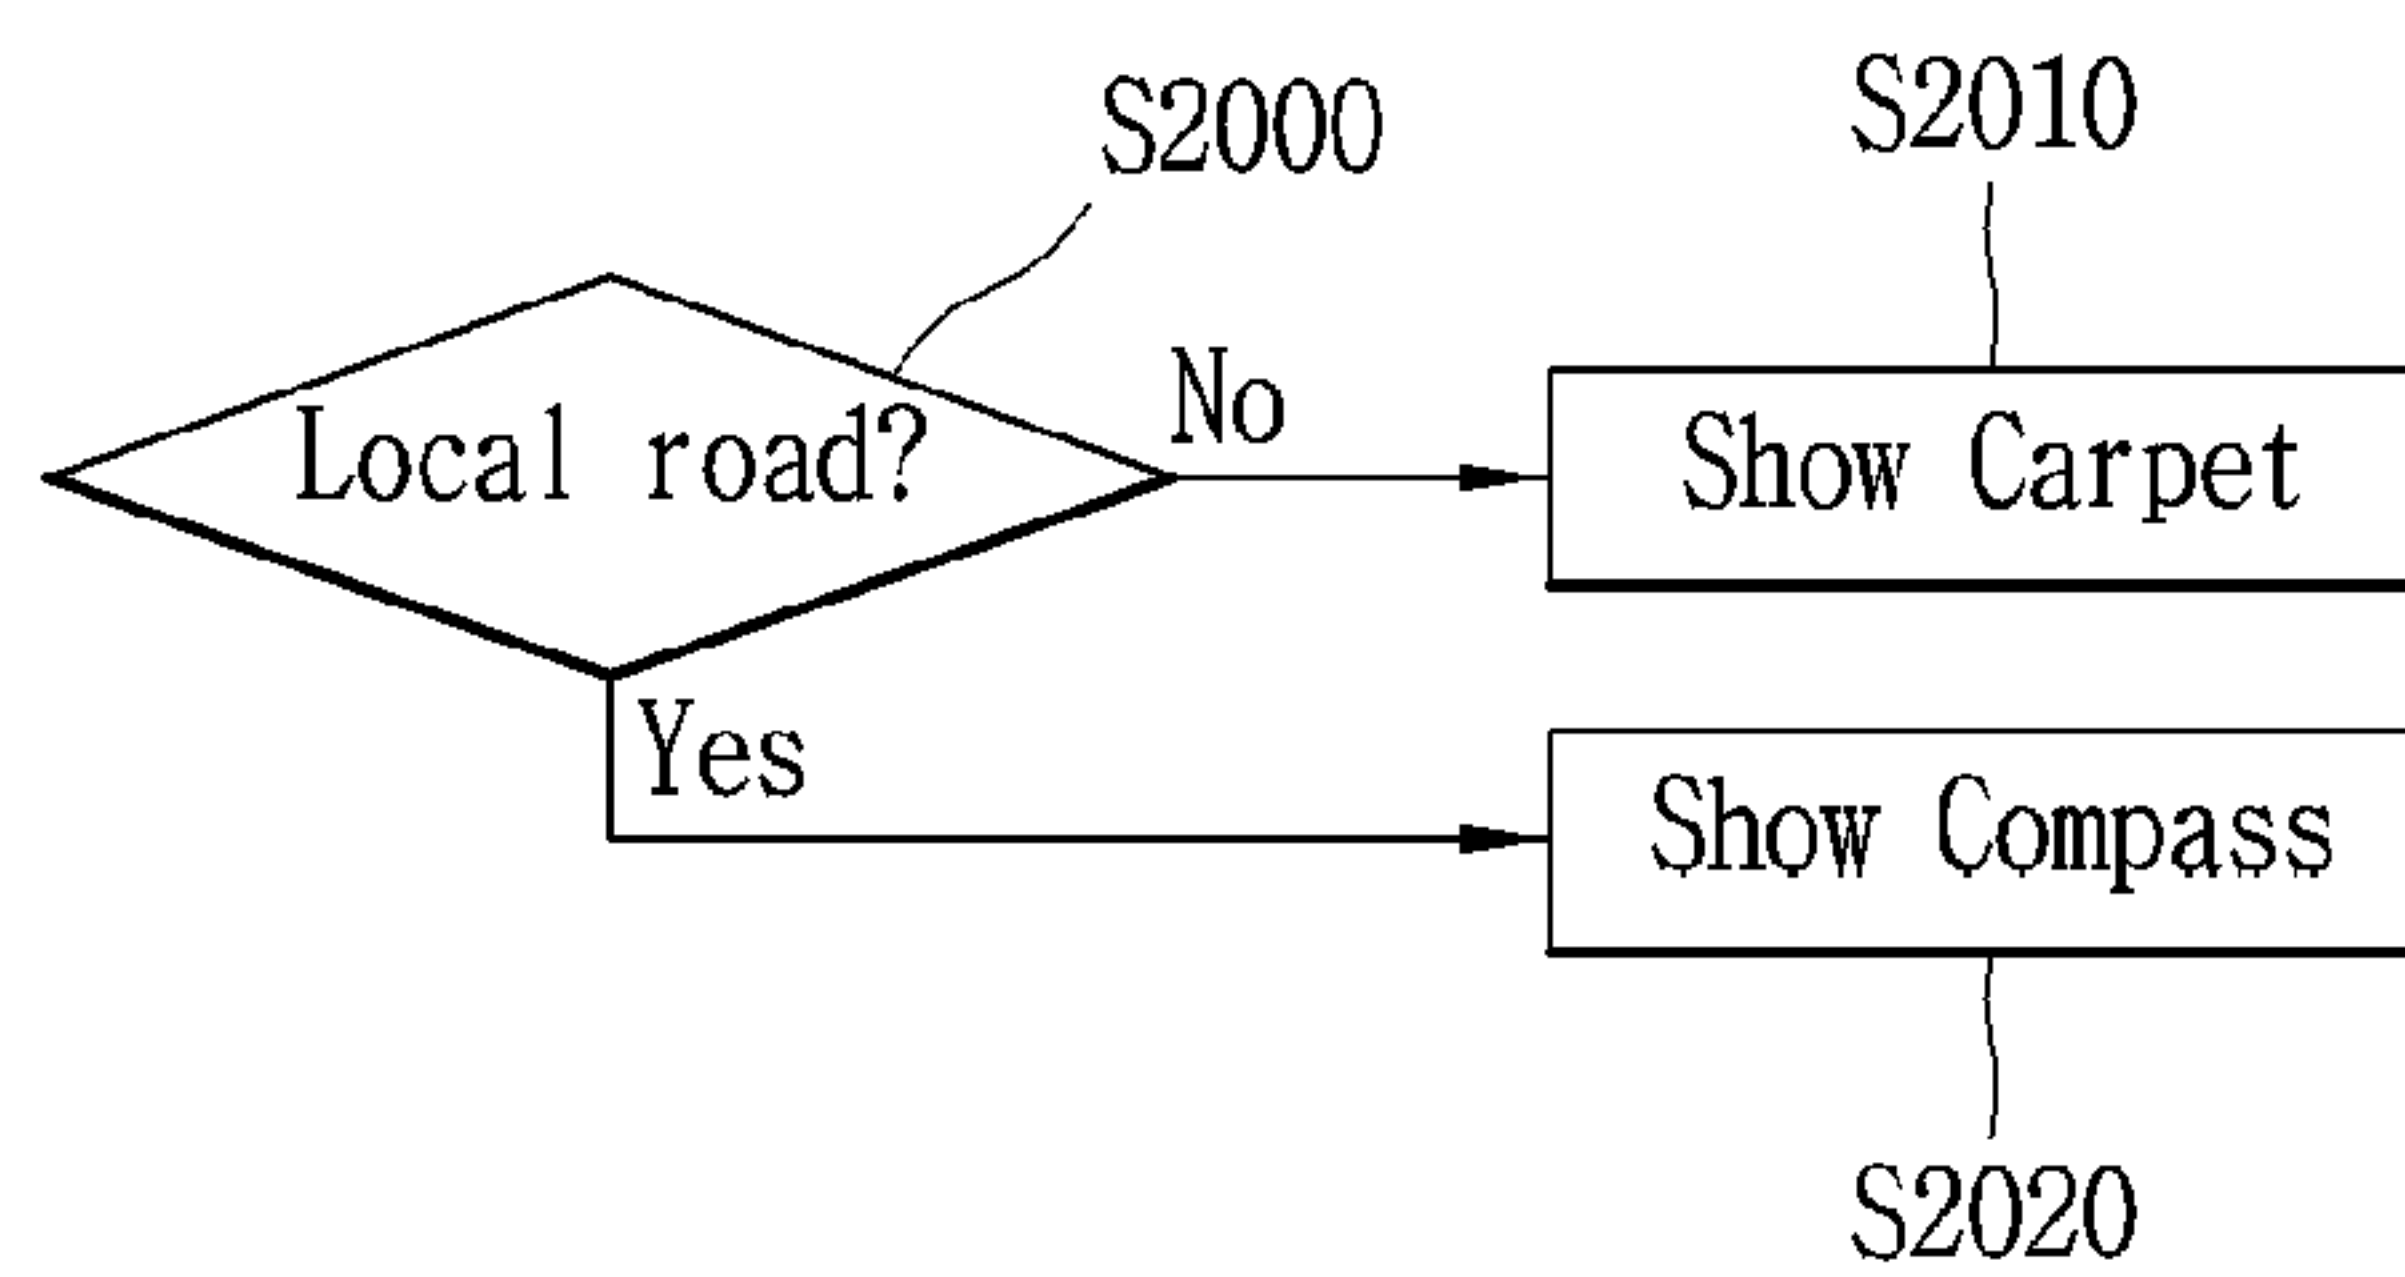 S2000
S2010
Local road?
No
Show Carpet
Yes
Show Compass
S2020